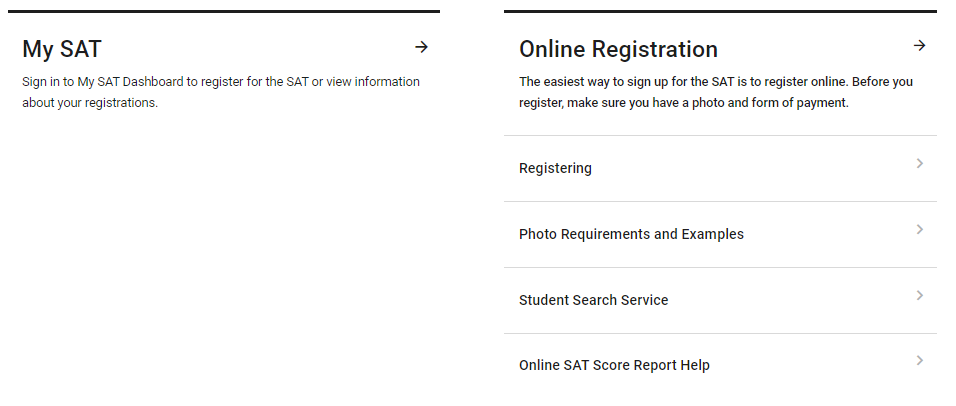 My SAT
Sign in to My SAT Dashboard to register for the SAT or view information
about your registrations.
Online Registration
The easiest way to sign up for the SAT is to register online. Before you
register, make sure you have a photo and form of payment.
Registering
Photo Requirements and Examples
Student Search Service
Online SAT Score Report Help